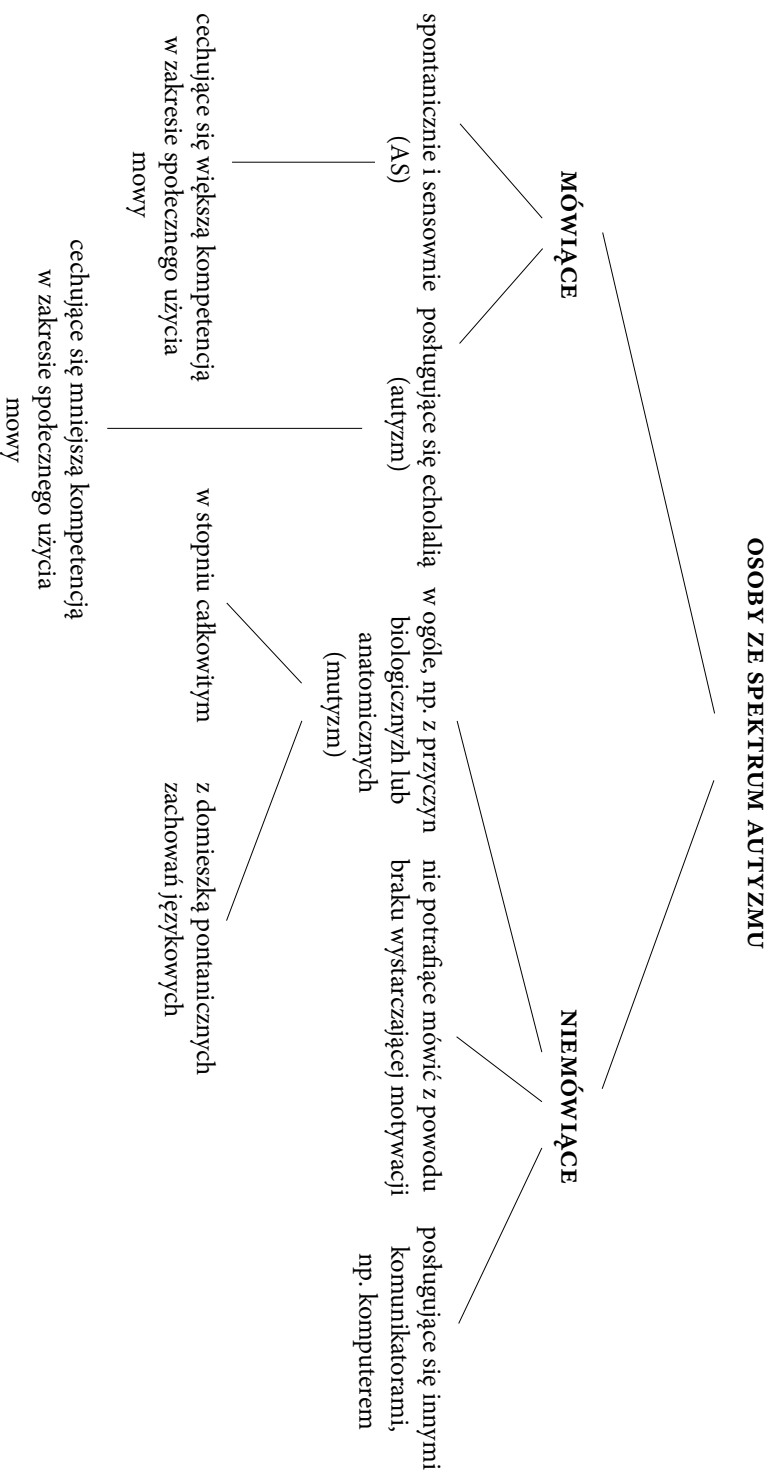 OSOBY ZE SPEKTRUM AUTYZMU
MÓWIĄCE
NIEMÓWIĄCE
spontanicznie i sensownie
(AS)
posługujące się echolalią
(autyzm)
w ogóle, np. z przyczyn
biologicznyzh lub
anatomicznych
(mutyzm)
nie potrafiące mówić z powodu
braku wystarczającej motywacji
posługujące się innymi
komunikatorami,
np. komputerem
cechujące się większą kompetencją
w zakresie społecznego użycia
mowy
cechujące się mniejszą kompetencją
w zakresie społecznego użycia
mowy
w stopniu całkowitym
z domieszką pontanicznych
zachowań językowych